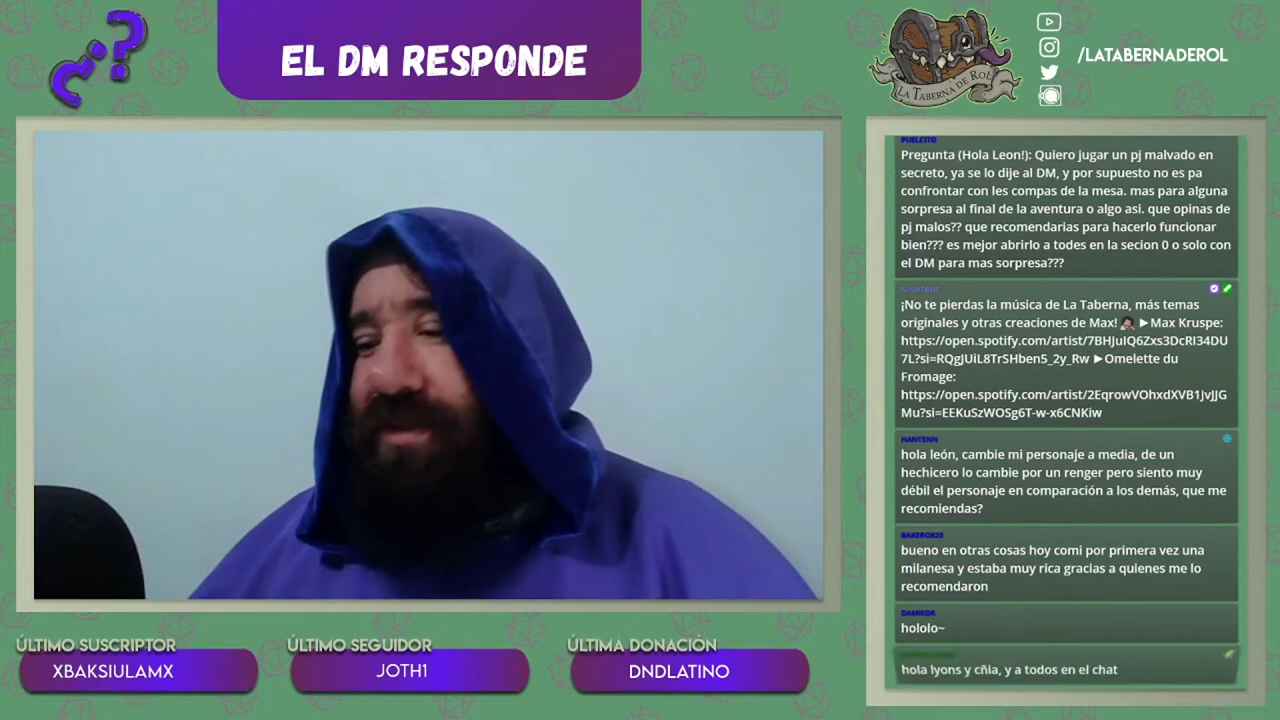 ¿?
EL DM RESPONDE
LA TABERNA DE ROL
/LATABERNADEROL
PUELCITO
Pregunta (Hola Leon!): Quiero jugar un pj malvado en
secreto, ya se lo dije al DM, y por supuesto no es pa
confrontar con les compas de la mesa. mas para alguna
sorpresa al final de la aventura o algo asi. que opinas de
pj malos?? que recomendarias para hacerlo funcionar
bien??? es mejor abrirlo a todes en la secion 0 o solo con
el DM para mas sorpresa???
NIGHTBOT
¡No te pierdas la música de La Taberna, más temas
originales y otras creaciones de Max! ►Max Kruspe:
https://open.spotify.com/artist/7BHJuIQ6Zxs3DcRI34DU
7L?si=RQgJUiL8TrSHben5_2y_Rw ►Omelette du
Fromage:
https://open.spotify.com/artist/2EqrowVOhxdXVB1JvJJG
Mu?si=EEKuSzWOSg6T-w-x6CNKiw
HANTENN
hola león, cambie mi personaje a media, de un
hechicero lo cambie por un renger pero siento muy
débil el personaje en comparación a los demás, que me
recomiendas?
bueno en otras cosas hoy comi por primera vez una
milanesa y estaba muy rica gracias a quienes me lo
recomendaron
DAMIEDR
hololo~
hola lyons y cñia, y a todos en el chat
ÚLTIMO SUSCRIPTOR
XBAKSIULAMX
ÚLTIMO SEGUIDOR
JOTH1
ÚLTIMA DONACIÓN
DNDLATINO